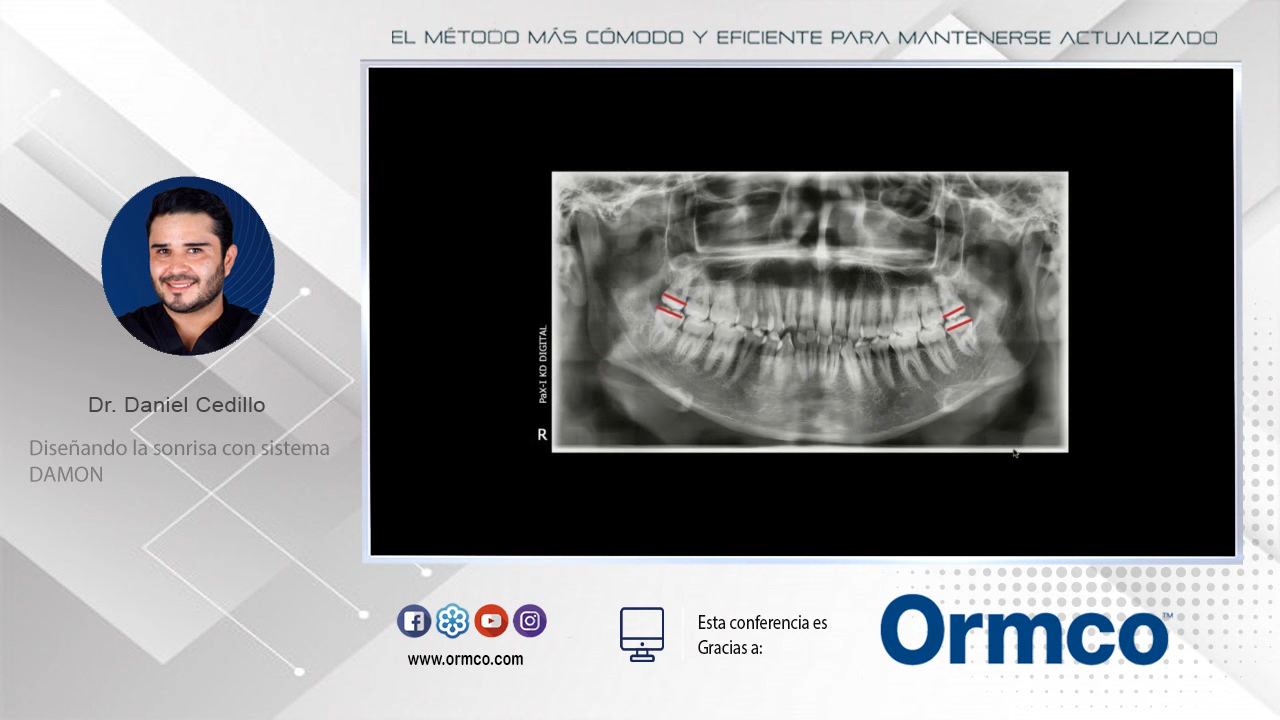 EL MÉTODO MÁS CÓMODO Y EFICIENTE PARA MANTENERSE ACTUALIZADO
PaX-I KD DIGITAL
R
Dr. Daniel Cedillo
Diseñando la sonrisa con sistema
DAMON
www.ormco.com
Esta conferencia es
Gracias a:
Ormco™